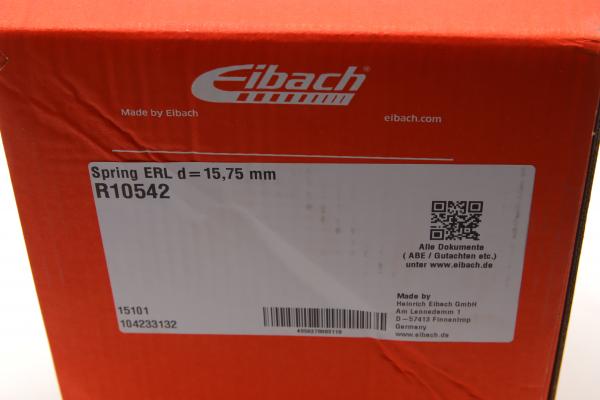 Eibach
Made by Eibach
eibach.com
Spring ERL d=15,75 mm
R10542
Alle Dokumente
( ABE / Gutachten etc.)
unter www.eibach.de
15101
104233132
Made by
Heinrich Eibach GmbH
Am Lennedamm 1
D-57413 Finnentrop
Germany
www.eibach.de